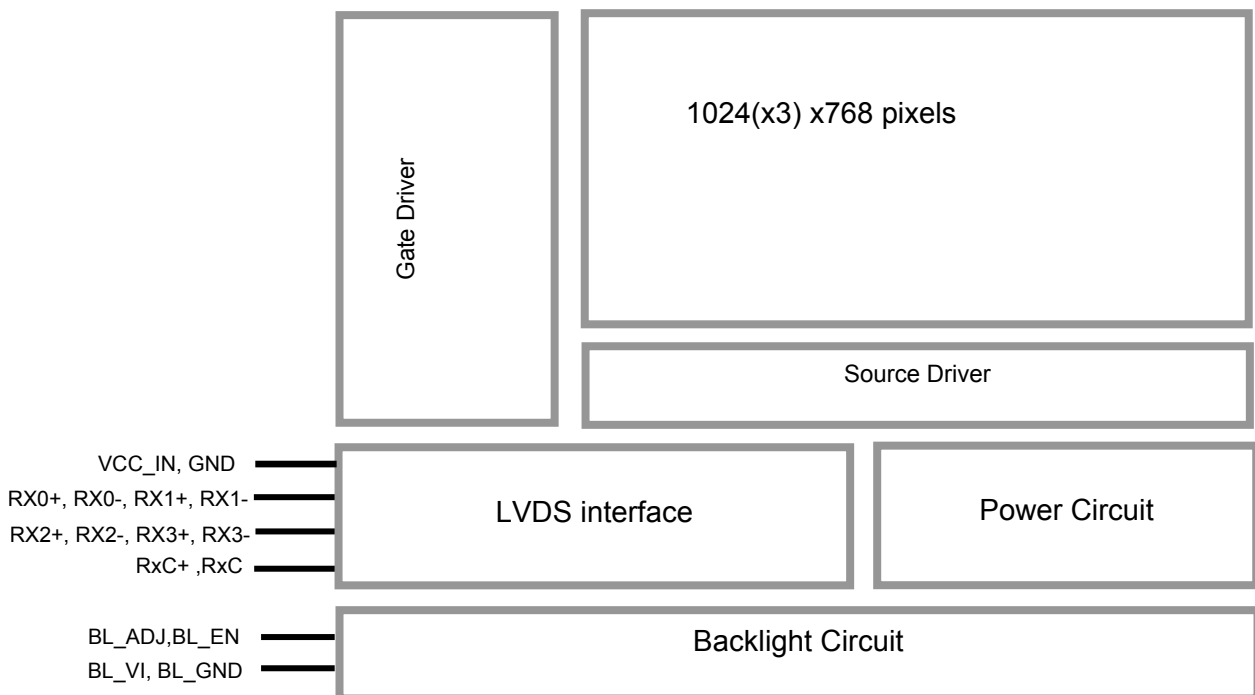 1024(x3) x768 pixels
Gate Driver
Source Driver
VCC_IN, GND
RX0+, RX0-, RX1+, RX1-
RX2+, RX2-, RX3+, RX3-
RxC+ ,RxC
LVDS interface
Power Circuit
BL_ADJ,BL_EN
BL_VI, BL_GND
Backlight Circuit